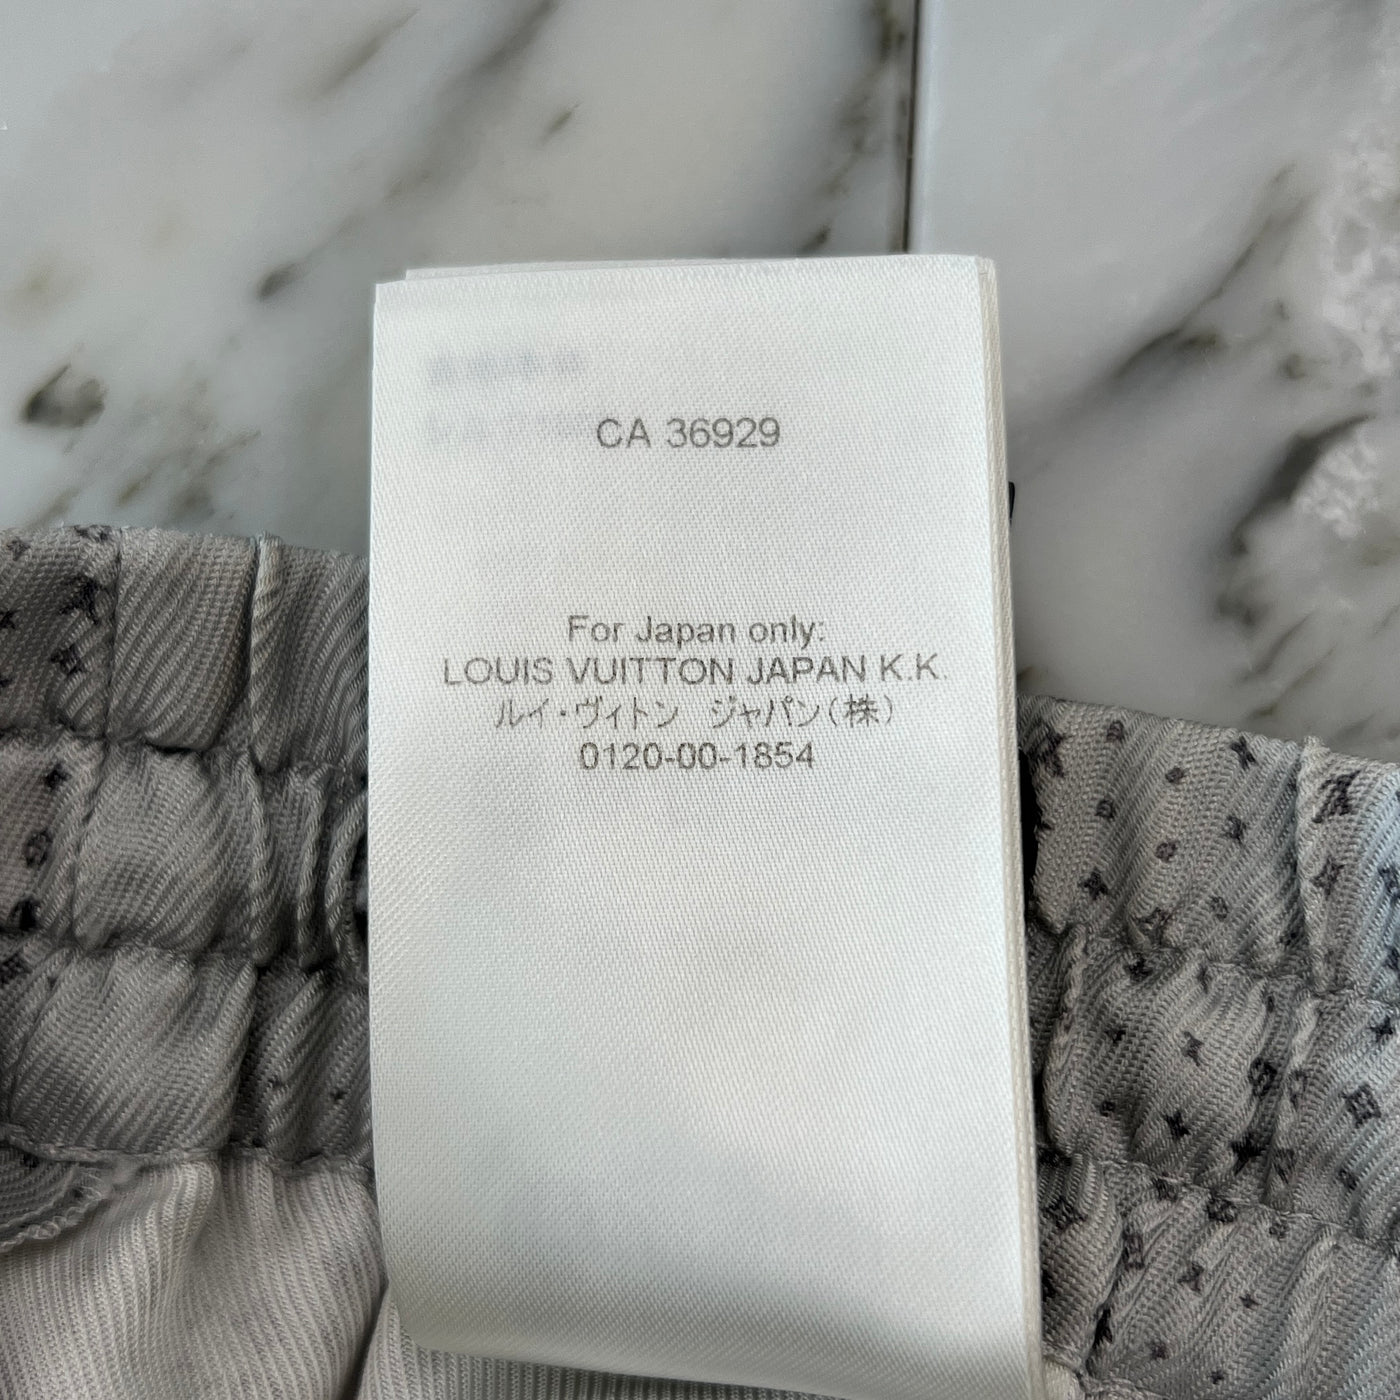 CA 36929
For Japan only:
LOUIS VUITTON JAPAN K.K.
ルイ・ヴィトン ジャパン(株)
0120-00-1854